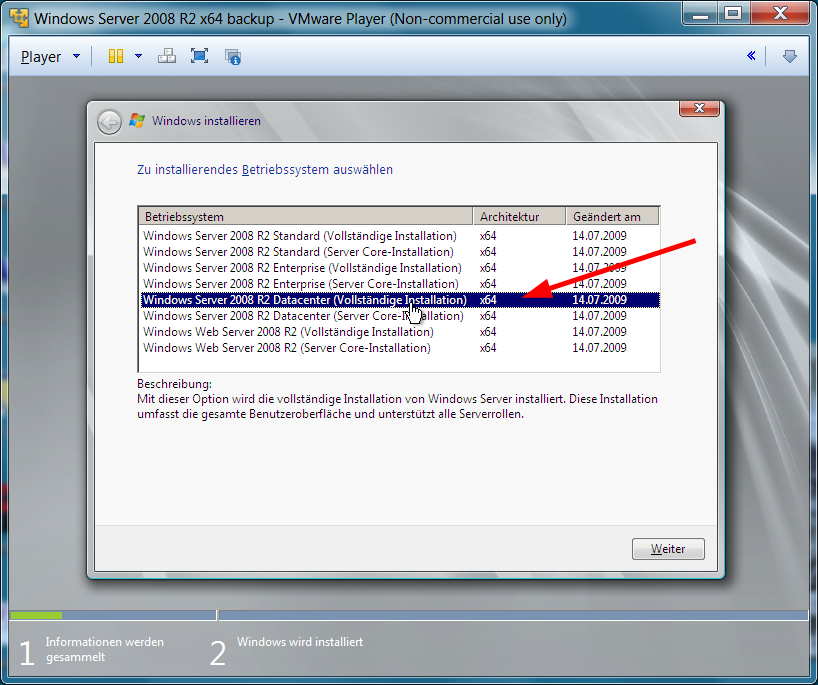 Windows Server 2008 R2 x64 backup - VMware Player (Non-commercial use only)
Player
Windows installieren
Zu installierendes Betriebssystem auswählen
Betriebssystem Architektur Geändert am
Windows Server 2008 R2 Standard (Vollständige Installation) x64 14.07.2009
Windows Server 2008 R2 Standard (Server Core-Installation) x64 14.07.2009
Windows Server 2008 R2 Enterprise (Vollständige Installation) x64 14.07.2009
Windows Server 2008 R2 Enterprise (Server Core-Installation) x64 14.07.2009
Windows Server 2008 R2 Datacenter (Vollständige Installation) x64 14.07.2009
Windows Server 2008 R2 Datacenter (Server Core-Installation) x64 14.07.2009
Windows Web Server 2008 R2 (Vollständige Installation) x64 14.07.2009
Windows Web Server 2008 R2 (Server Core-Installation) x64 14.07.2009
Beschreibung:
Mit dieser Option wird die vollständige Installation von Windows Server installiert. Diese Installation
umfasst die gesamte Benutzeroberfläche und unterstützt alle Serverrollen.
Weiter
1 Informationen werden
gesammelt
2 Windows wird installiert